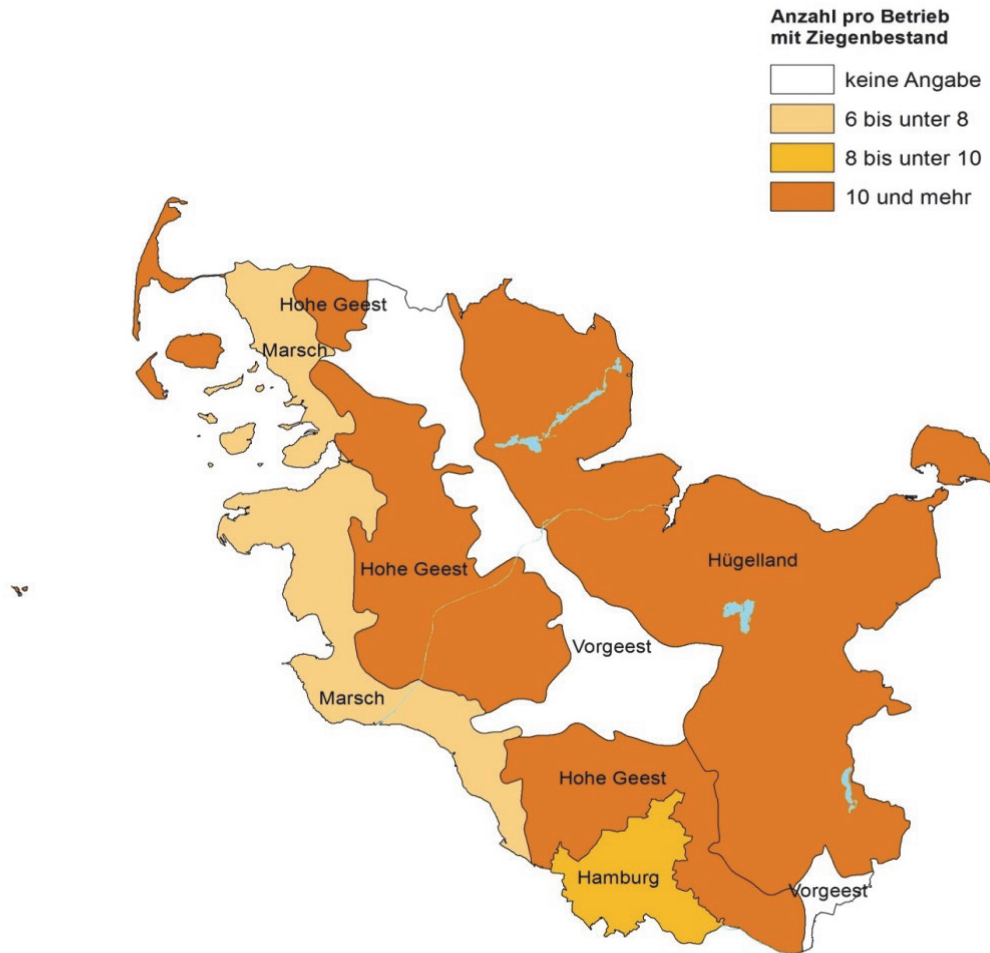 Anzahl pro Betrieb
mit Ziegenbestand
keine Angabe
6 bis unter 8
8 bis unter 10
10 und mehr
Hohe Geest
Marsch
Hohe Geest
Hügelland
Vorgeest
Marsch
Hohe Geest
Hamburg
Vorgeest